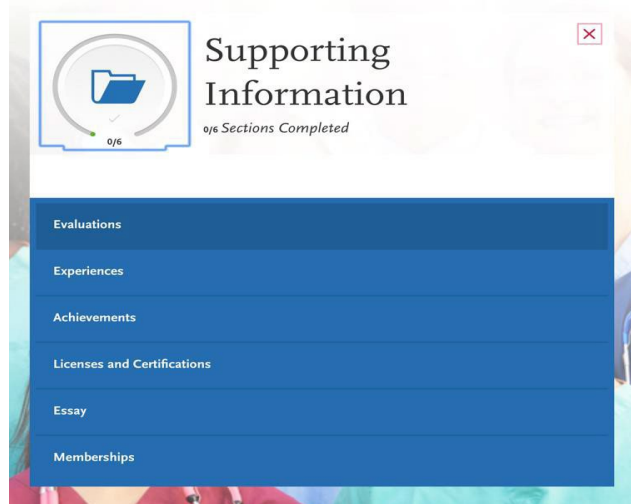 Supporting
Information
0/6 Sections Completed
0/6
Evaluations
Experiences
Achievements
Licenses and Certifications
Essay
Memberships